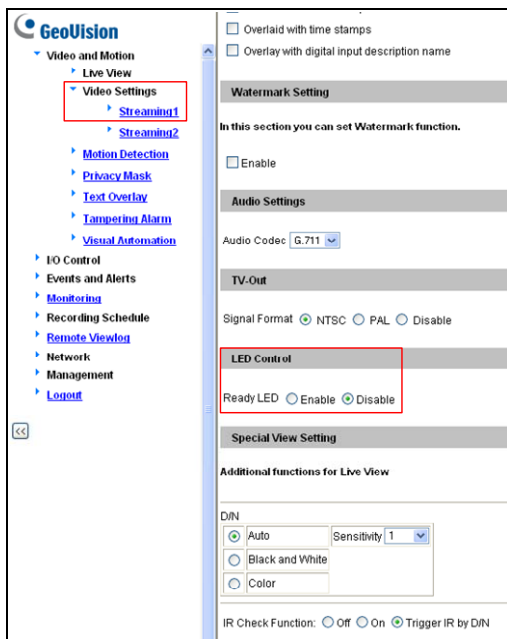 GeoVision
Video and Motion
Live View
Video Settings
Streaming1
Streaming2
Motion Detection
Privacy Mask
Text Overlay
Tampering Alarm
Visual Automation
I/O Control
Events and Alerts
Monitoring
Recording Schedule
Remote Viewlog
Network
Management
Logout
Overlaid with time stamps
Overlay with digital input description name
Watermark Setting
In this section you can set Watermark function.
Enable
Audio Settings
Audio Codec G.711
TV-Out
Signal Format NTSC PAL Disable
LED Control
Ready LED Enable Disable
Special View Setting
Additional functions for Live View
D/N
Auto Sensitivity 1
Black and White
Color
IR Check Function: Off On Trigger IR by D/N